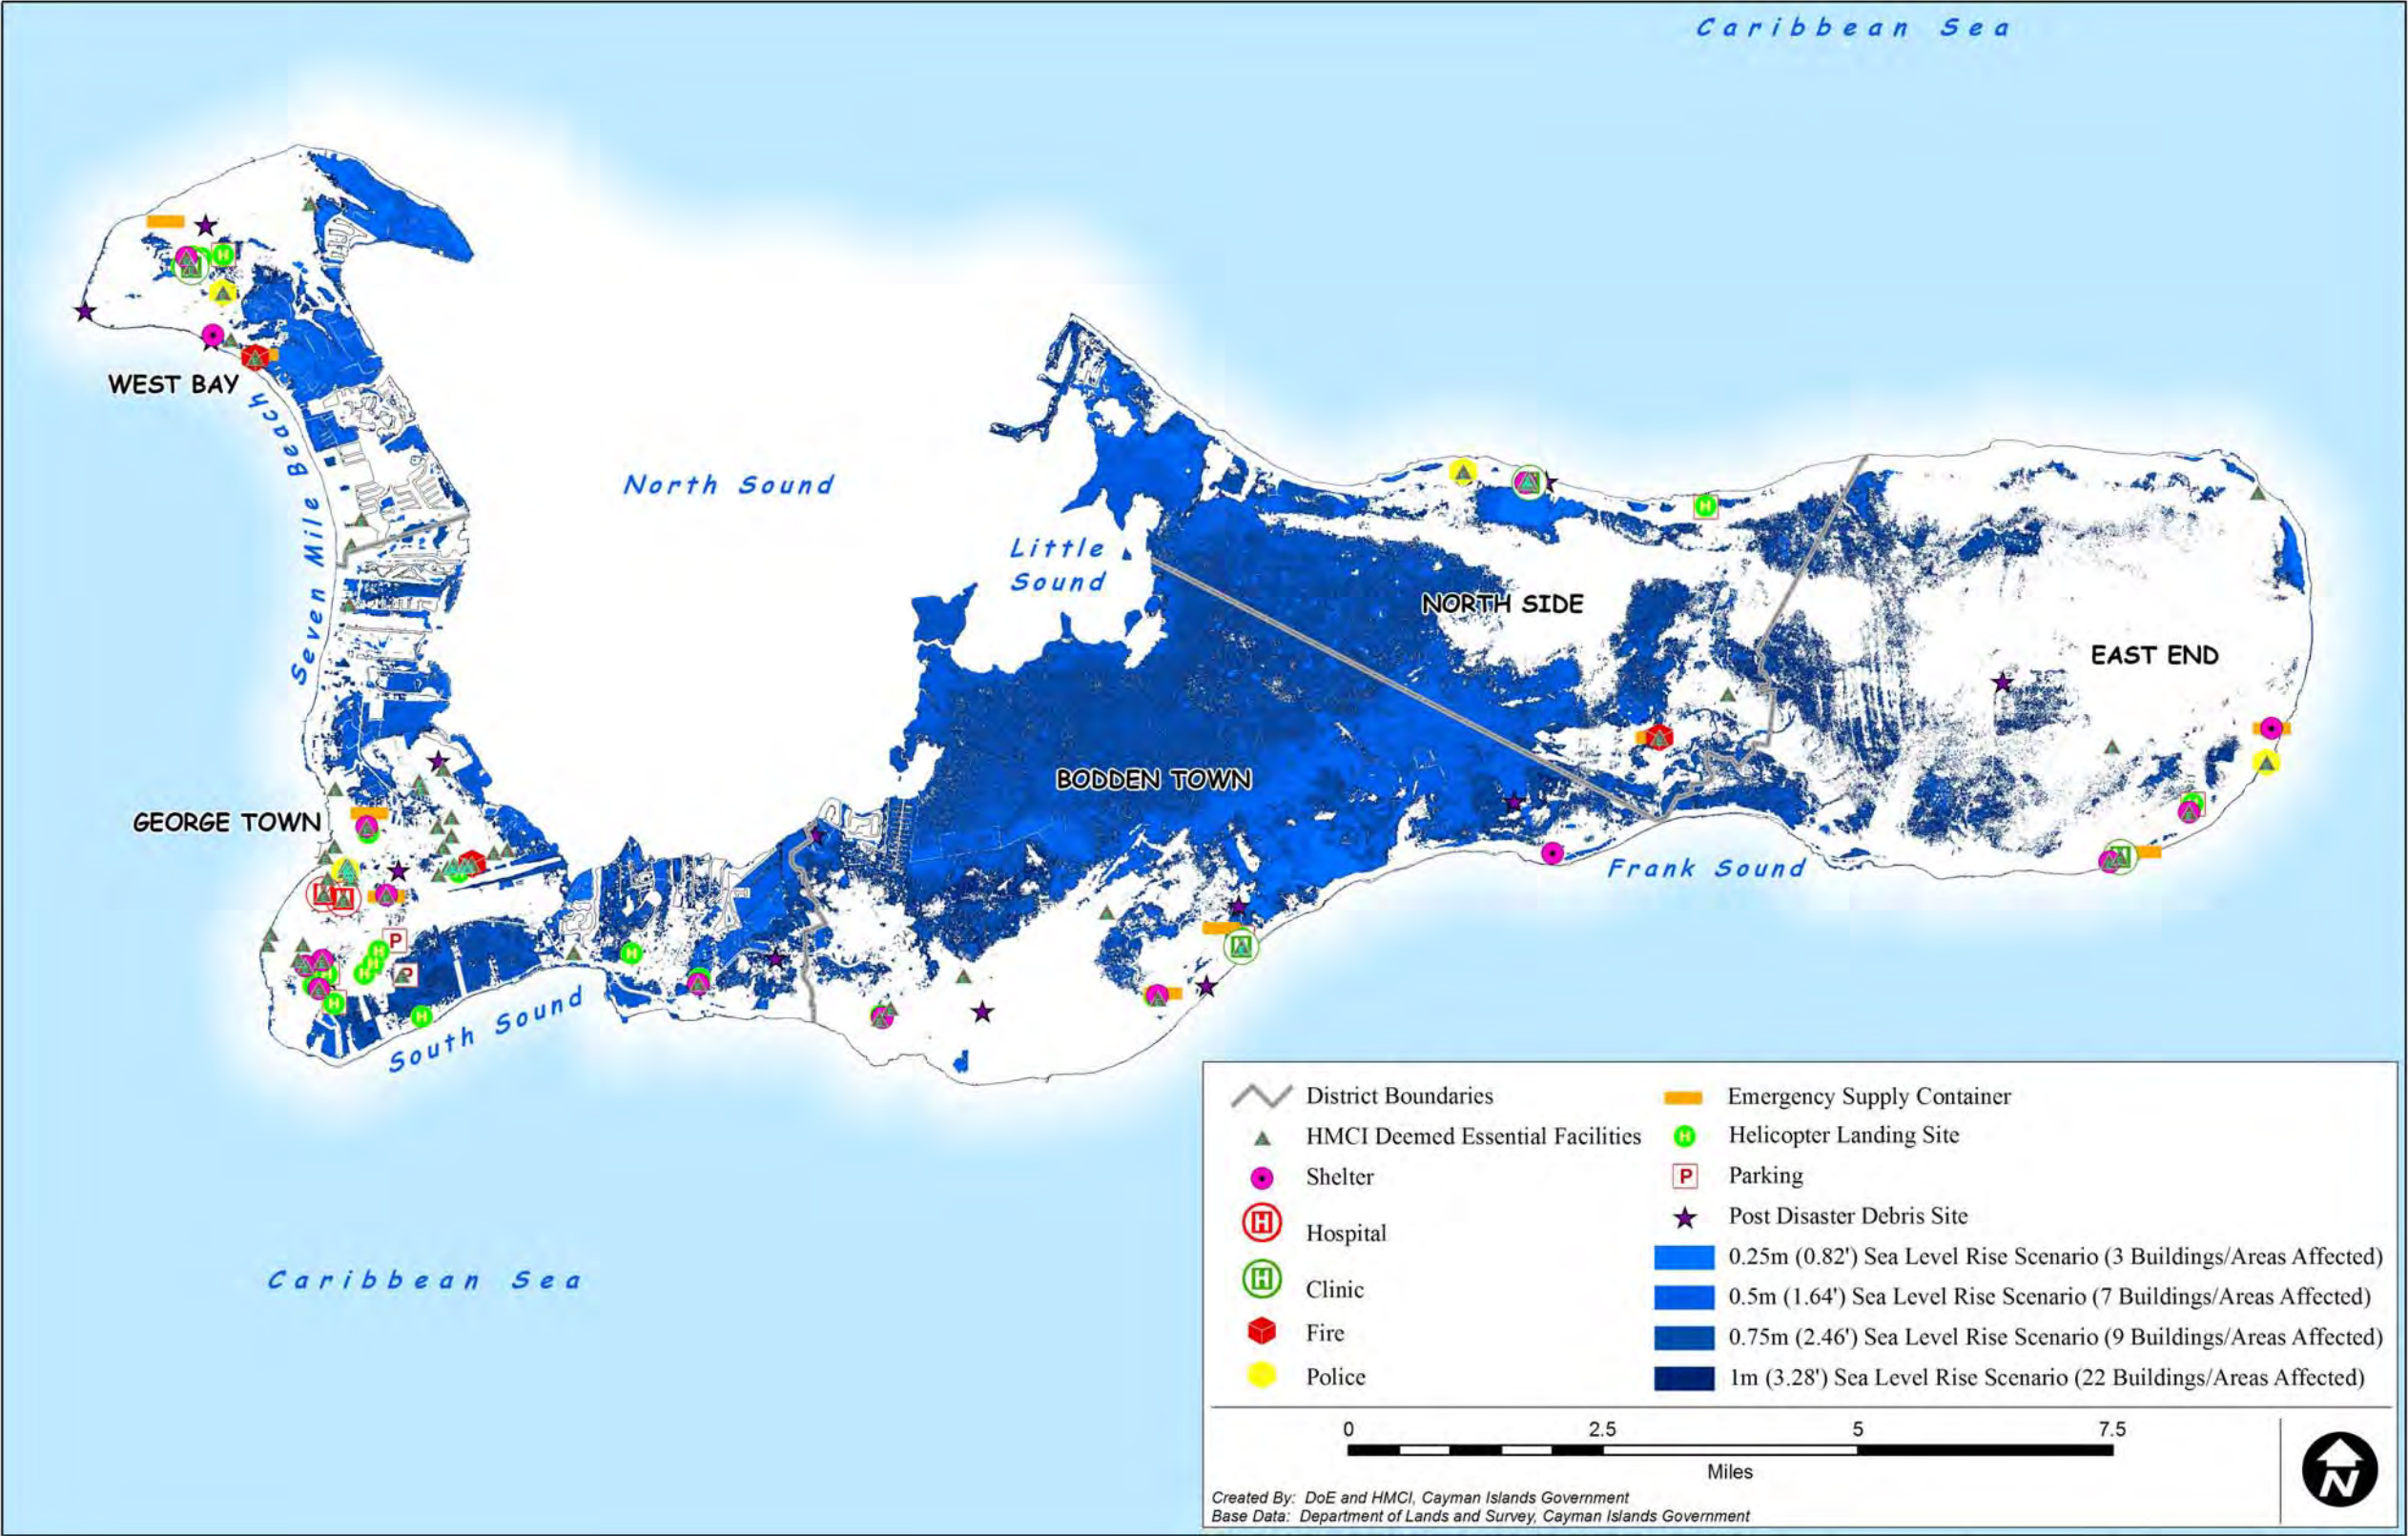 Caribbean Sea
WEST BAY
Seven Mile Beach
North Sound
Little
Sound
NORTH SIDE
EAST END
BODDEN TOWN
GEORGE TOWN
Frank Sound
South Sound
Caribbean Sea
P
P
H
H
H
H
H
H
H
H
District Boundaries
HMCI Deemed Essential Facilities
Shelter
H Hospital
H Clinic
Fire
Police
Emergency Supply Container
H Helicopter Landing Site
P Parking
Post Disaster Debris Site
0.25m (0.82') Sea Level Rise Scenario (3 Buildings/Areas Affected)
0.5m (1.64') Sea Level Rise Scenario (7 Buildings/Areas Affected)
0.75m (2.46') Sea Level Rise Scenario (9 Buildings/Areas Affected)
1m (3.28') Sea Level Rise Scenario (22 Buildings/Areas Affected)
0 2.5 5 7.5
Miles
N
Created By: DoE and HMCI, Cayman Islands Government
Base Data: Department of Lands and Survey, Cayman Islands Government